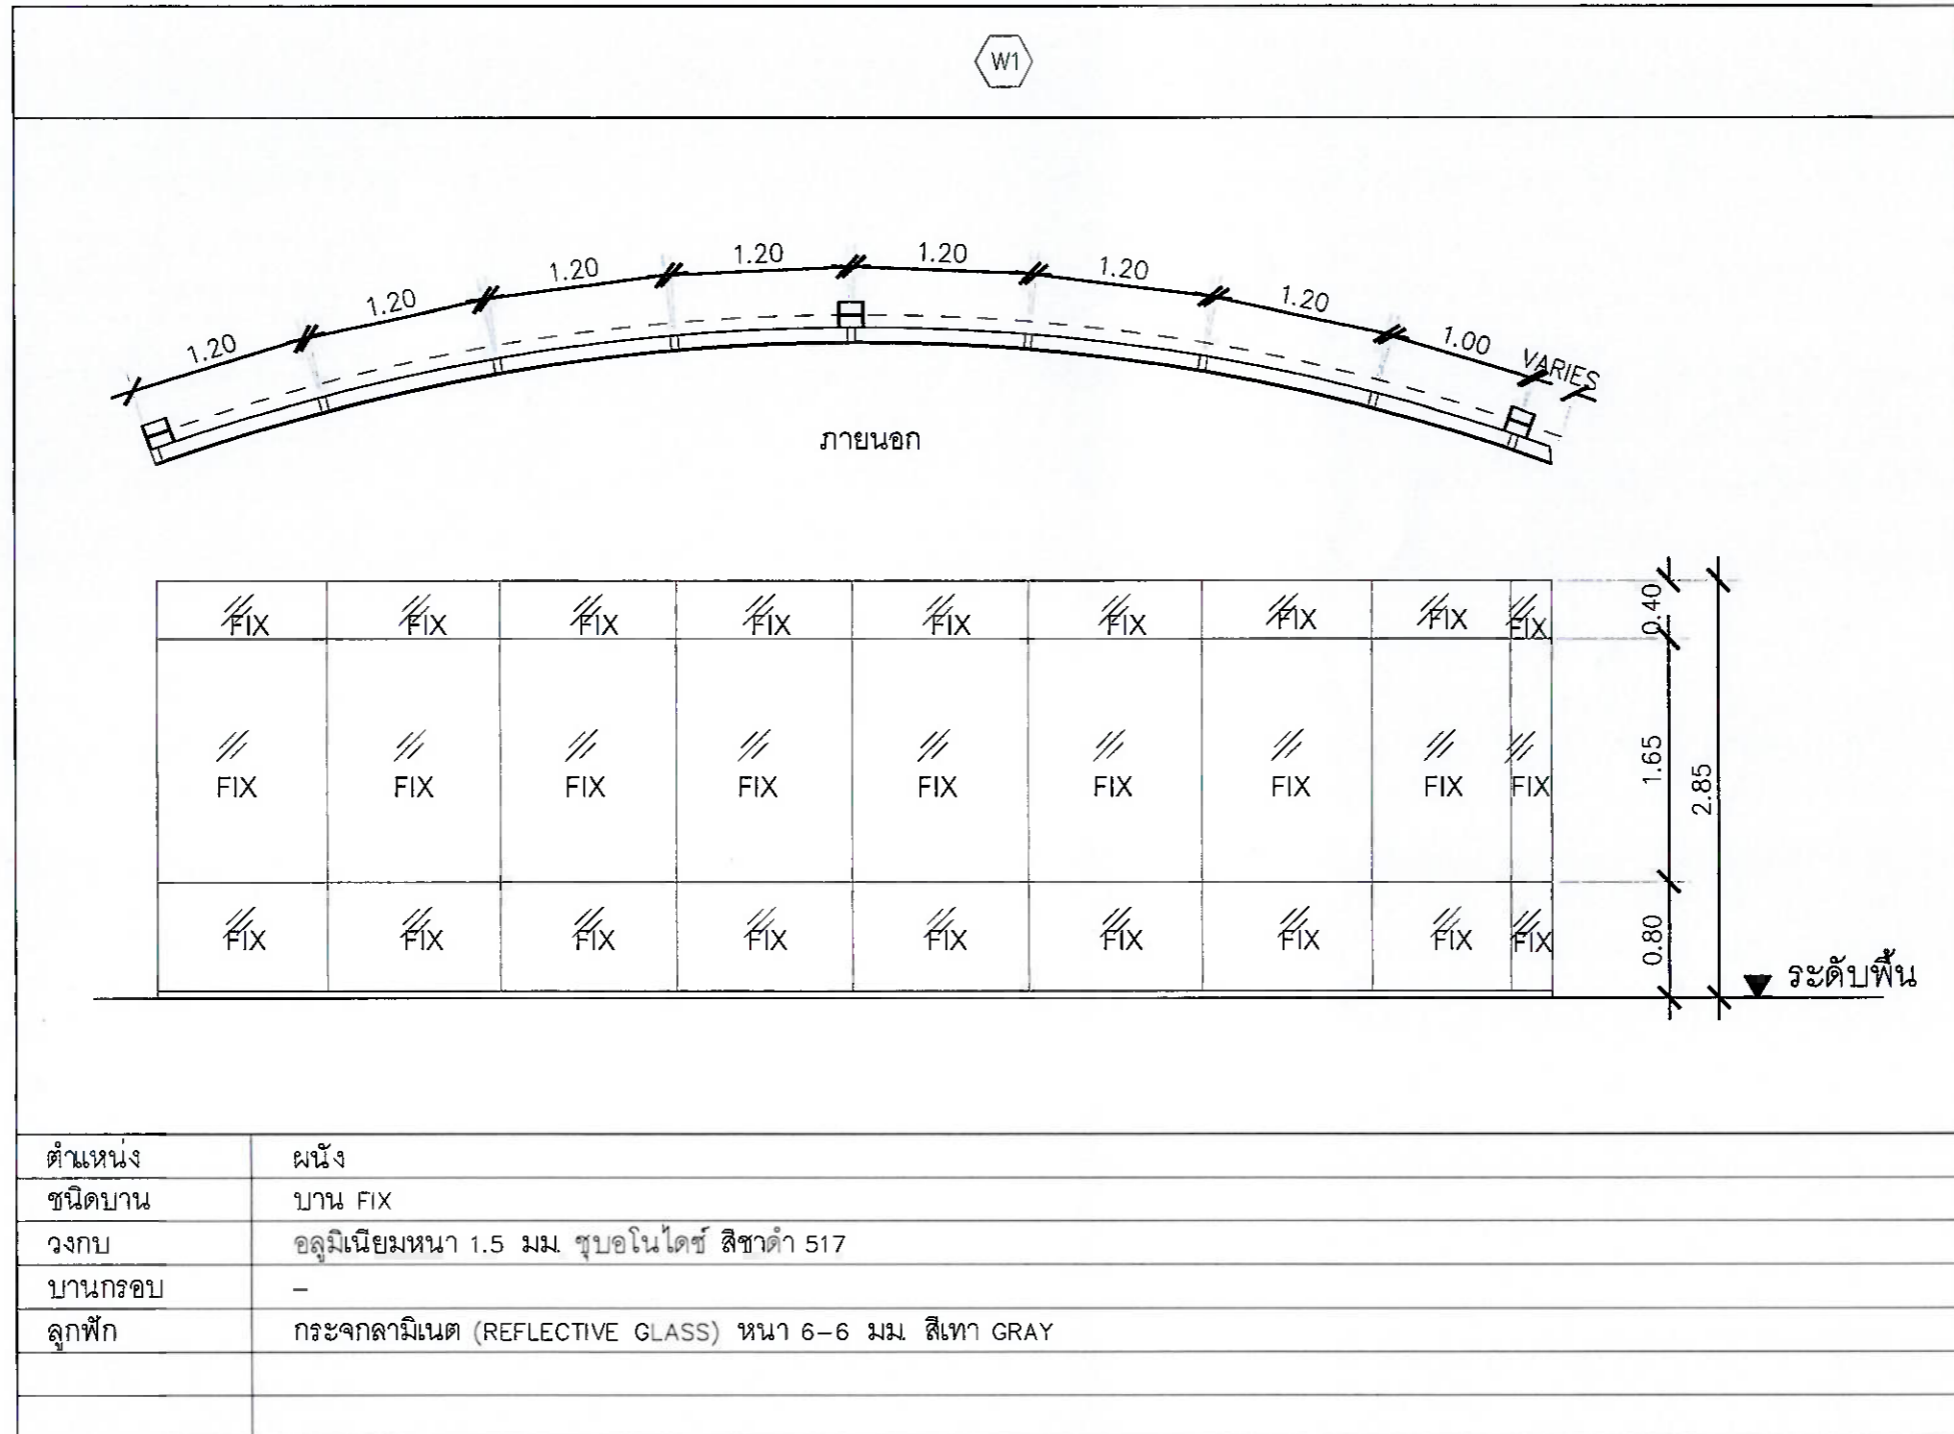 W1
1.20 1.20 1.20 1.20 1.20 1.20 1.20 1.00 VARIES
ภายนอก
FIX FIX FIX FIX FIX FIX FIX FIX FIX 0.40
FIX FIX FIX FIX FIX FIX FIX FIX FIX 1.65 2.85
FIX FIX FIX FIX FIX FIX FIX FIX FIX 0.80
ระดับพื้น
ตำแหน่ง ผนัง
ชนิดบาน บาน FIX
วงกบ อลูมิเนียมหนา 1.5 มม. ชุบอโนไดซ์ สีชาดำ 517
บานกรอบ –
ลูกฟัก กระจกลามิเนต (REFLECTIVE GLASS) หนา 6–6 มม. สีเทา GRAY